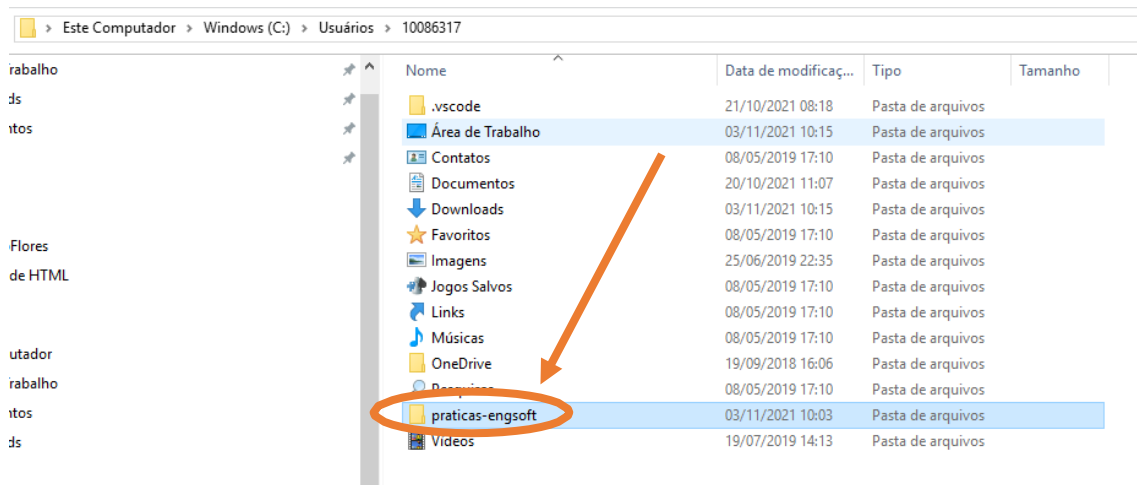 > Este Computador > Windows (C:) > Usuários > 10086317
Nome Data de modificaç... Tipo Tamanho
.vscode 21/10/2021 08:18 Pasta de arquivos
Área de Trabalho 03/11/2021 10:15 Pasta de arquivos
Contatos 08/05/2019 17:10 Pasta de arquivos
Documentos 20/10/2021 11:07 Pasta de arquivos
Downloads 03/11/2021 10:15 Pasta de arquivos
Favoritos 08/05/2019 17:10 Pasta de arquivos
Imagens 25/06/2019 22:35 Pasta de arquivos
Jogos Salvos 08/05/2019 17:10 Pasta de arquivos
Links 08/05/2019 17:10 Pasta de arquivos
Músicas 08/05/2019 17:10 Pasta de arquivos
OneDrive 19/09/2018 16:06 Pasta de arquivos
08/05/2019 17:10 Pasta de arquivos
praticas-engsoft 03/11/2021 10:03 Pasta de arquivos
Vídeos 19/07/2019 14:13 Pasta de arquivos
rabalho
ds
itos
Flores
de HTML
utador
rabalho
ntos
ds